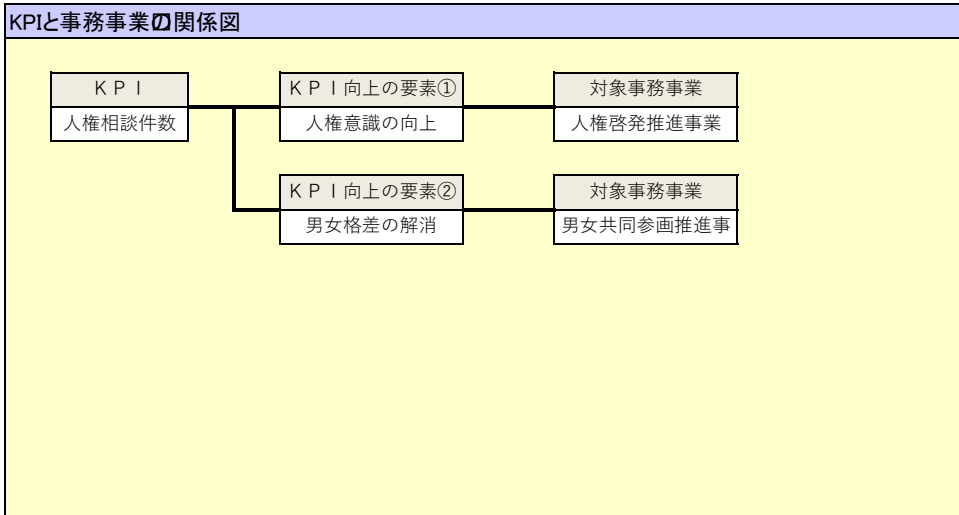 KPIと事務事業の関係図
ＫＰＩ
人権相談件数
ＫＰＩ向上の要素①
人権意識の向上
対象事務事業
人権啓発推進事業
ＫＰＩ向上の要素②
男女格差の解消
対象事務事業
男女共同参画推進事